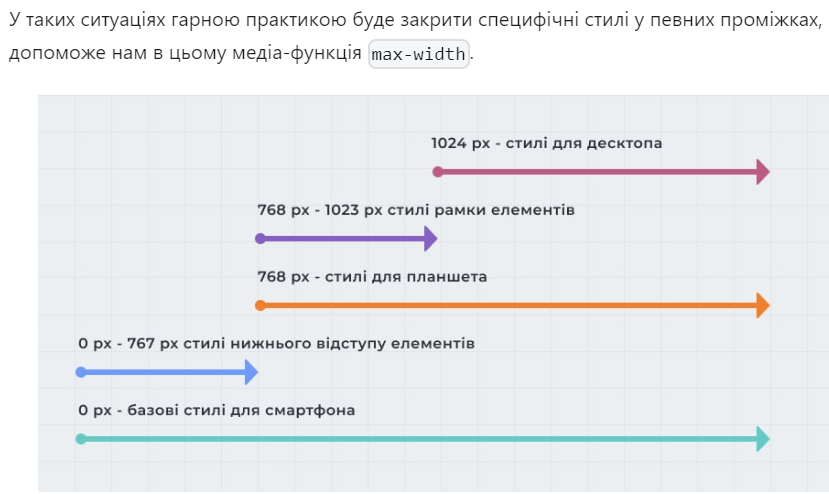 У таких ситуаціях гарною практикою буде закрити специфічні стилі у певних проміжках,
допоможе нам в цьому медіа-функція max-width.
1024 px - стилі для десктопа
768 px - 1023 px стилі рамки елементів
768 px - стилі для планшета
0 px - 767 px стилі нижнього відступу елементів
0 px - базові стилі для смартфона